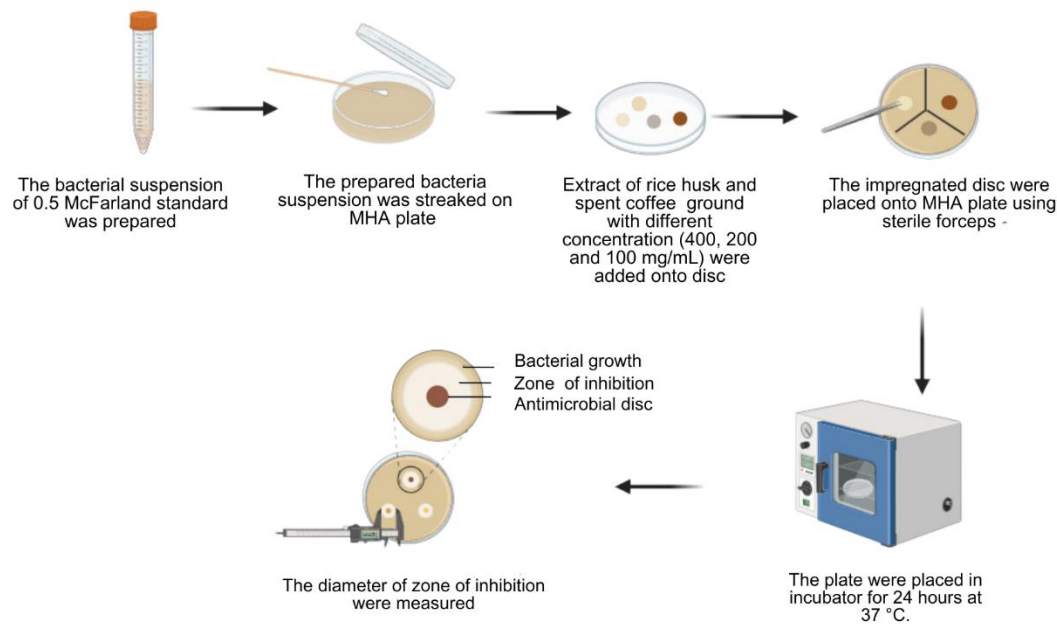 The bacterial suspension
of 0.5 McFarland standard
was prepared
The prepared bacteria
suspension was streaked on
MHA plate
Extract of rice husk and
spent coffee ground
with different
concentration (400, 200
and 100 mg/mL) were
added onto disc
The impregnated disc were
placed onto MHA plate using
sterile forceps -
Bacterial growth
Zone of inhibition
Antimicrobial disc
The diameter of zone of inhibition
were measured
The plate were placed in
incubator for 24 hours at
37 °C.